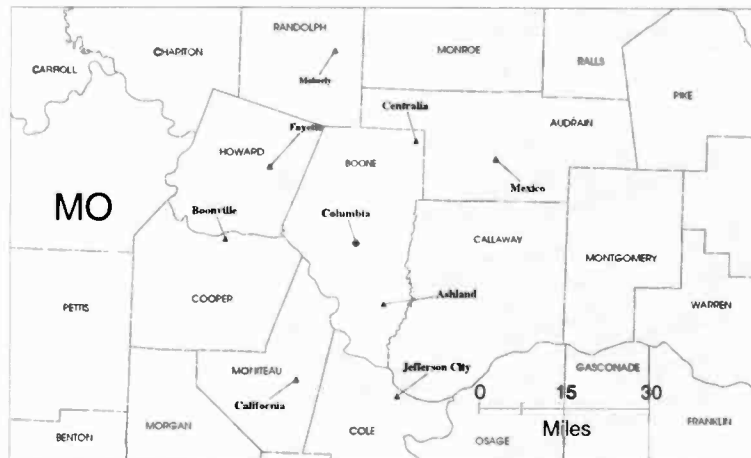 RANDOLPH
CHARITON
MONROE
RALLS
CARROLL
Moberly
PIKE
Centralia
AUDRAIN
Fayette
HOWARD
BOONE
Mexico
MO
Boonville
Columbia
CALLAWAY
MONTGOMERY
COOPER
Ashland
PETTIS
WARREN
Jefferson City
GASCONADE
MONITEAU
California
0 15 30
Miles
MORGAN
COLE
FRANKLIN
BENTON
OSAGE